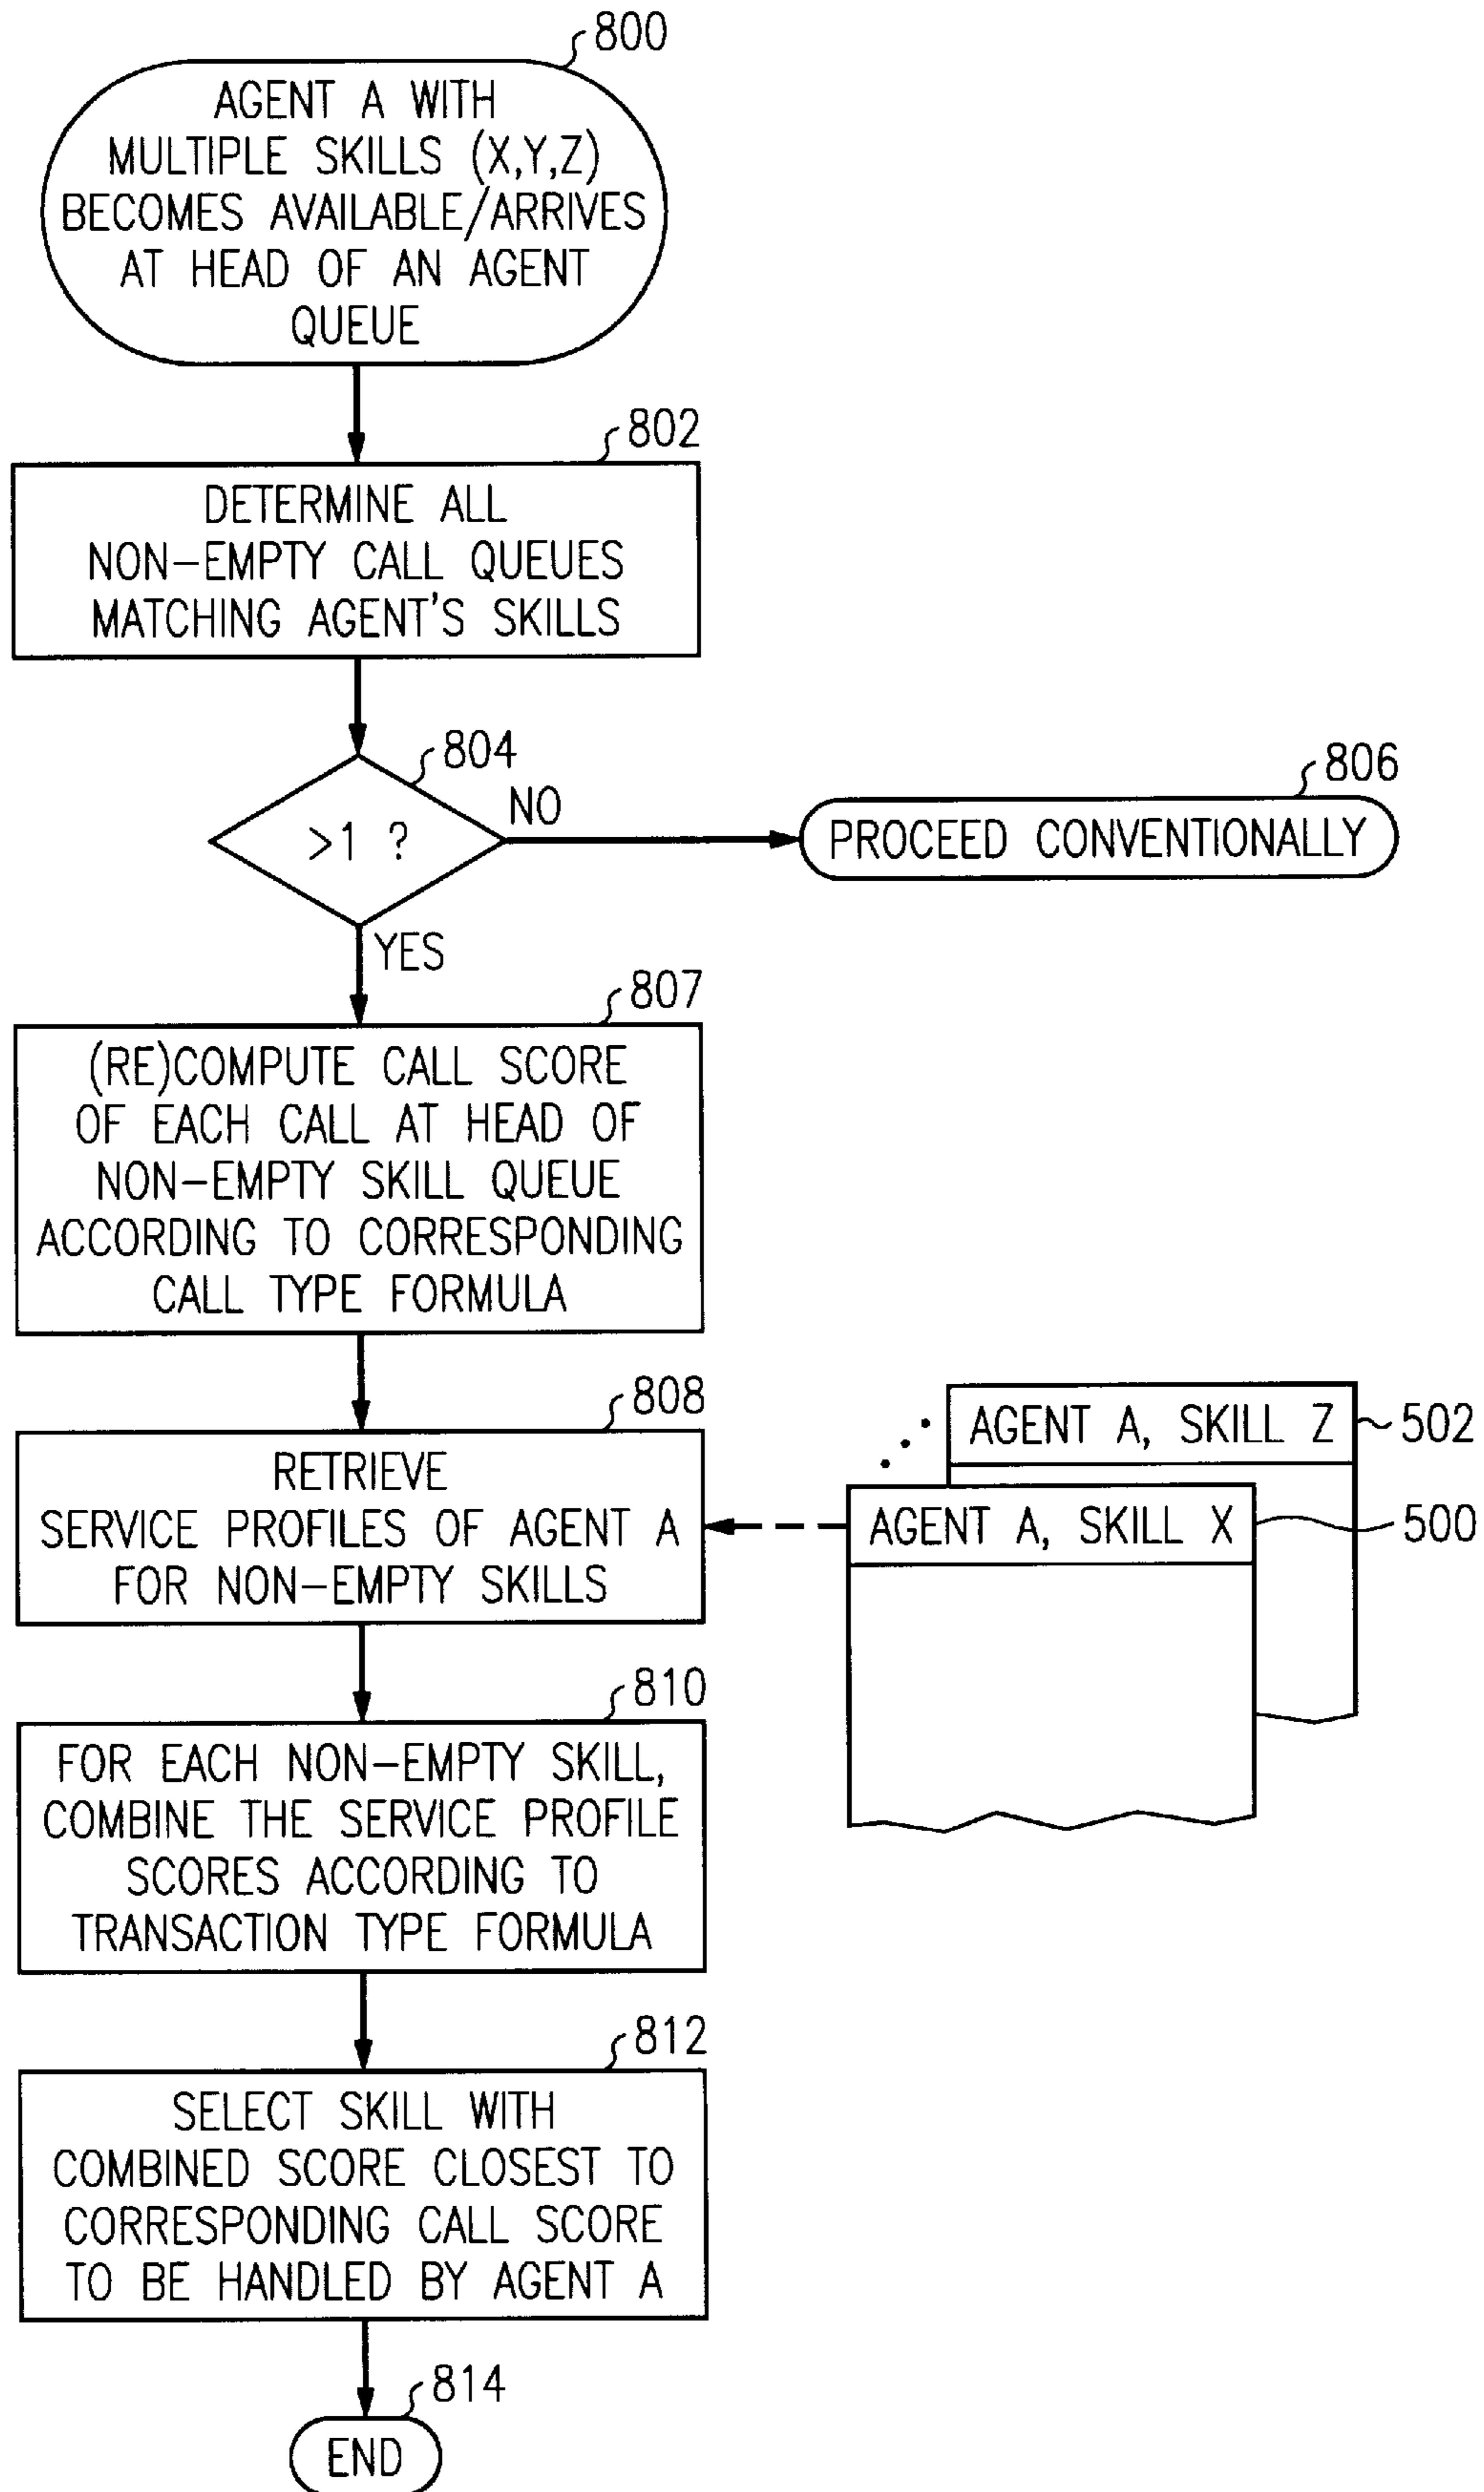 800
AGENT A WITH
MULTIPLE SKILLS (X,Y,Z)
BECOMES AVAILABLE/ARRIVES
AT HEAD OF AN AGENT
QUEUE
802
DETERMINE ALL
NON-EMPTY CALL QUEUES
MATCHING AGENT'S SKILLS
804
>1 ?
NO
806
PROCEED CONVENTIONALLY
YES
807
(RE)COMPUTE CALL SCORE
OF EACH CALL AT HEAD OF
NON-EMPTY SKILL QUEUE
ACCORDING TO CORRESPONDING
CALL TYPE FORMULA
808
RETRIEVE
SERVICE PROFILES OF AGENT A
FOR NON-EMPTY SKILLS
AGENT A, SKILL Z
502
AGENT A, SKILL X
500
810
FOR EACH NON-EMPTY SKILL,
COMBINE THE SERVICE PROFILE
SCORES ACCORDING TO
TRANSACTION TYPE FORMULA
812
SELECT SKILL WITH
COMBINED SCORE CLOSEST TO
CORRESPONDING CALL SCORE
TO BE HANDLED BY AGENT A
814
END